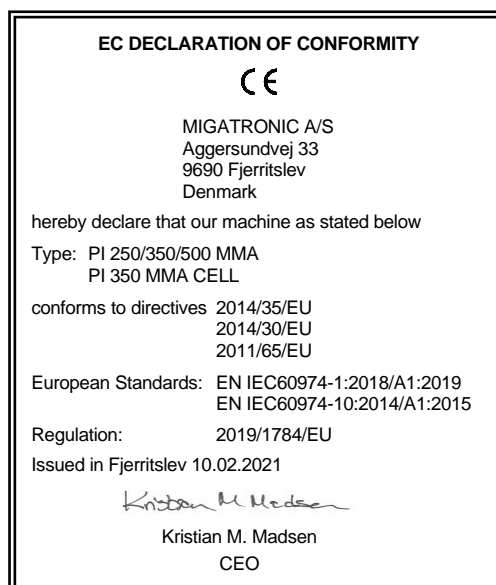 EC DECLARATION OF CONFORMITY
CE
MIGATRONIC A/S
Aggersundvej 33
9690 Fjerritslev
Denmark
hereby declare that our machine as stated below
Type: PI 250/350/500 MMA
PI 350 MMA CELL
conforms to directives 2014/35/EU
2014/30/EU
2011/65/EU
European Standards: EN IEC60974-1:2018/A1:2019
EN IEC60974-10:2014/A1:2015
Regulation: 2019/1784/EU
Issued in Fjerritslev 10.02.2021
Kristian M Madsen
Kristian M. Madsen
CEO